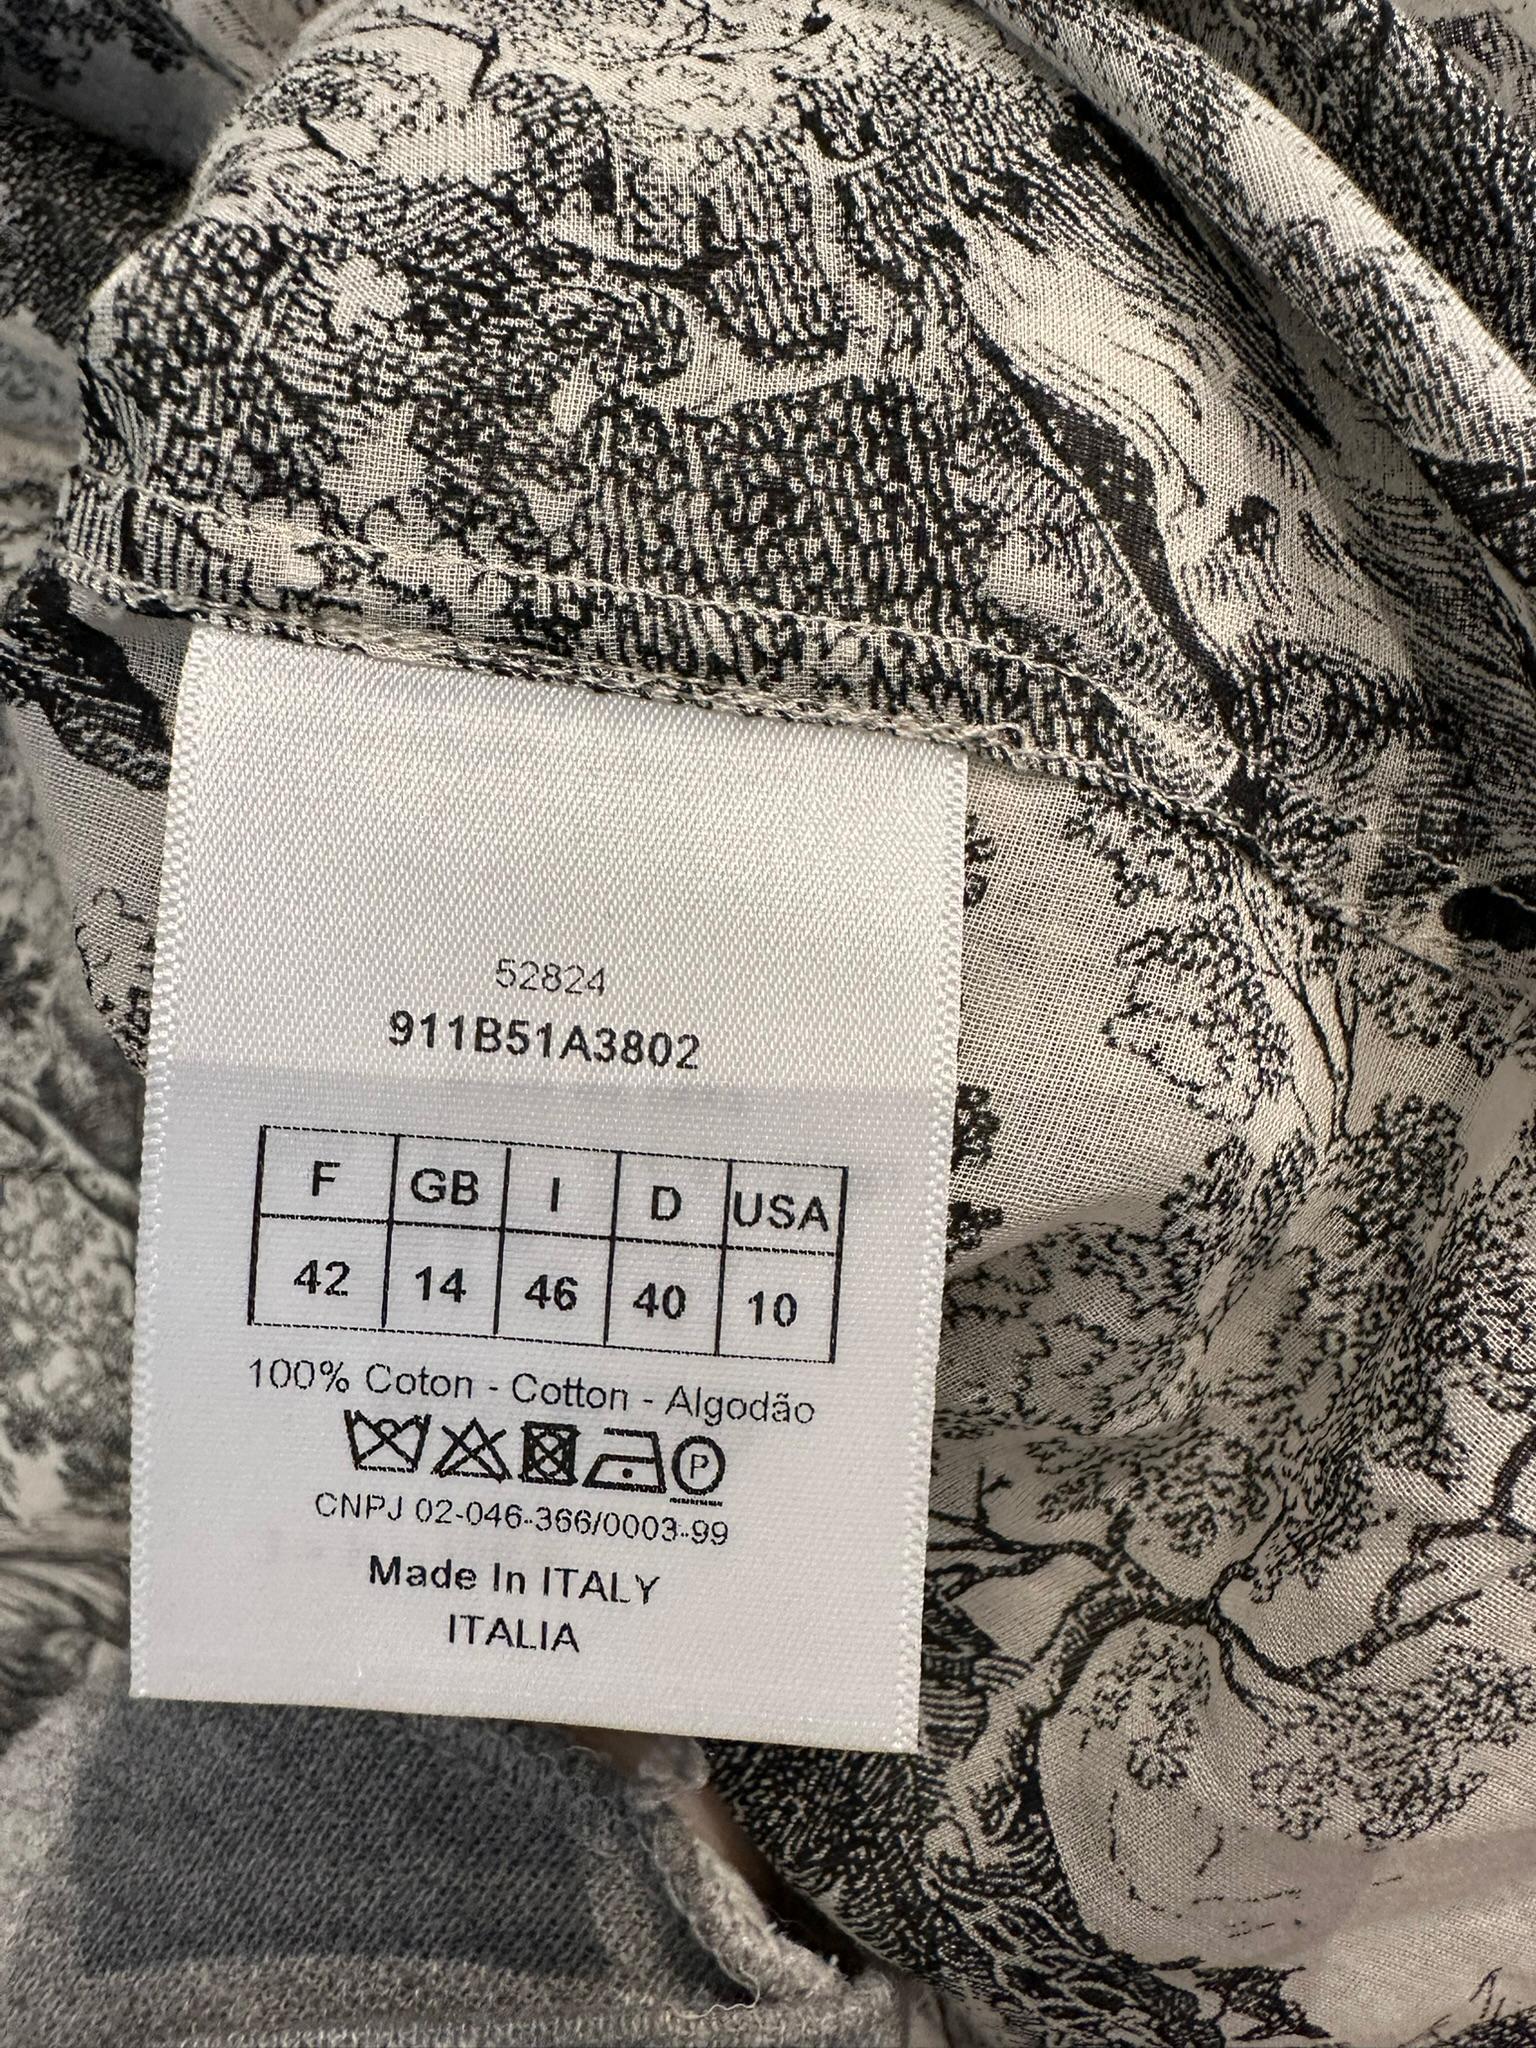 52824
911B51A3802
F GB I D USA
42 14 46 40 10
100% Coton - Cotton - Algodão
P
CNPJ 02-046-366/0003-99
Made In ITALY
ITALIA